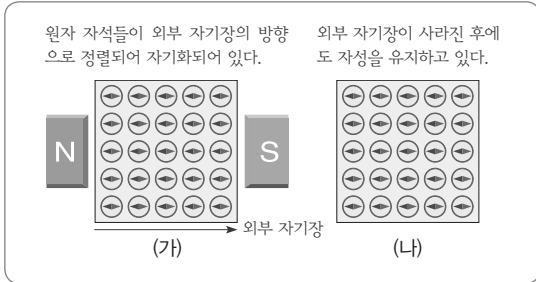 원자 자석들이 외부 자기장의 방향
으로 정렬되어 자기화되어 있다.
외부 자기장이 사라진 후에
도 자성을 유지하고 있다.
N
S
외부 자기장
(가)
(나)